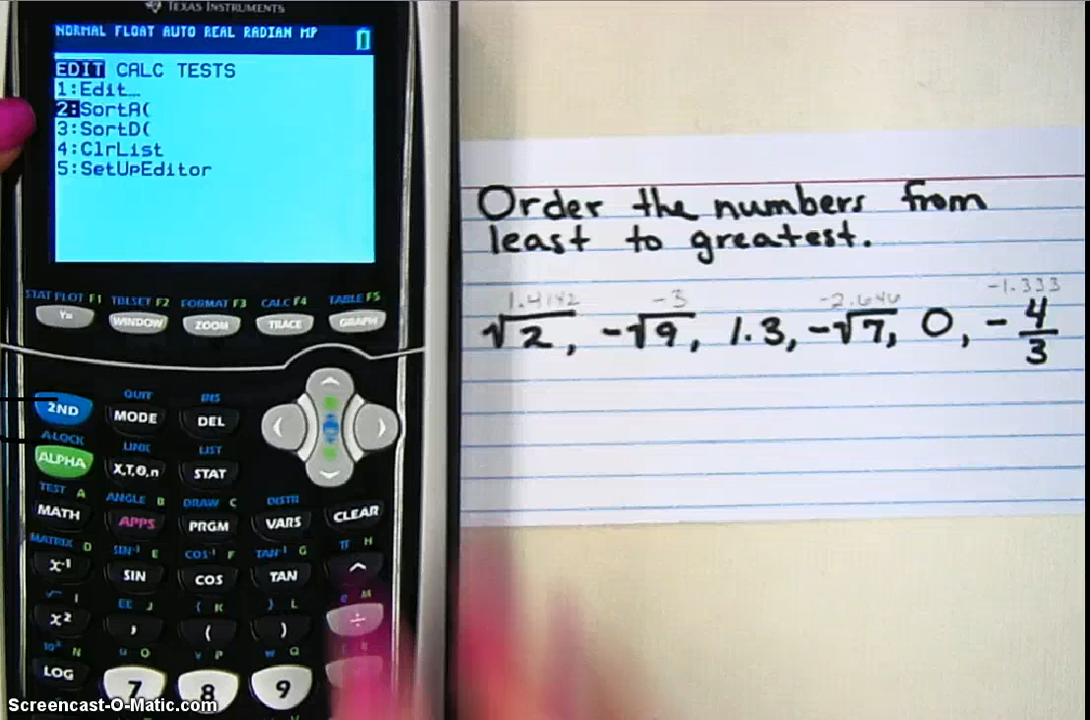 TEXAS INSTRUMENTS
NORMAL FLOAT AUTO REAL RADIAN MP
EDIT CALC TESTS
1:Edit…
2:SortA(
3:SortD(
4:ClrList
5:SetUpEditor
STAT PLOT F1 TBLSET F2 FORMAT F3 CALC F4 TABLE F5
Y= WINDOW ZOOM TRACE GRAPH
QUIT INS
2ND MODE DEL
A-LOCK LINK LIST
ALPHA X,T,Θ,n STAT
TEST A ANGLE B DRAW C DISTR
MATH APPS PRGM VARS CLEAR
MATRIX D SIN⁻¹ E COS⁻¹ F TAN⁻¹ G π H
x⁻¹ SIN COS TAN ^
√ I EE J { K } L e M
x² , ( ) ÷
10ˣ N u O v P w Q
LOG 7 8 9
Order the numbers from
least to greatest.
1.4142 -3 -2.646 -1.333
√2, -√9, 1.3, -√7, 0, -4/3
Screencast-O-Matic.com